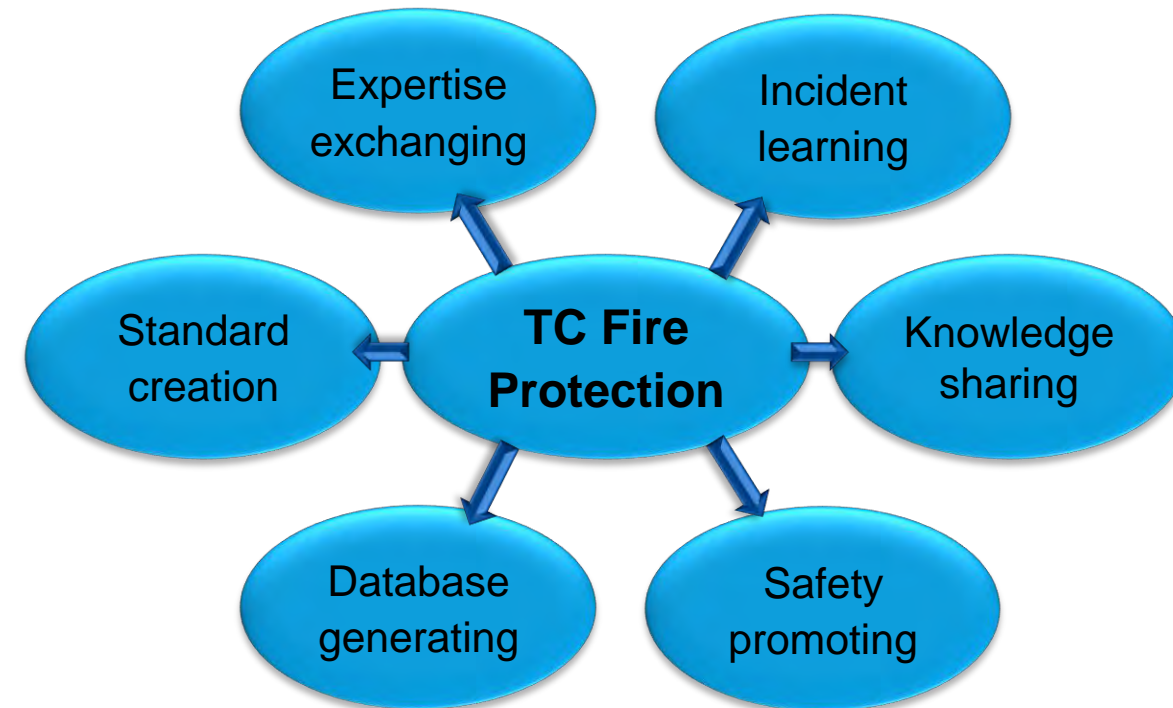 Expertise
exchanging
Incident
learning
Standard
creation
TC Fire
Protection
Knowledge
sharing
Database
generating
Safety
promoting